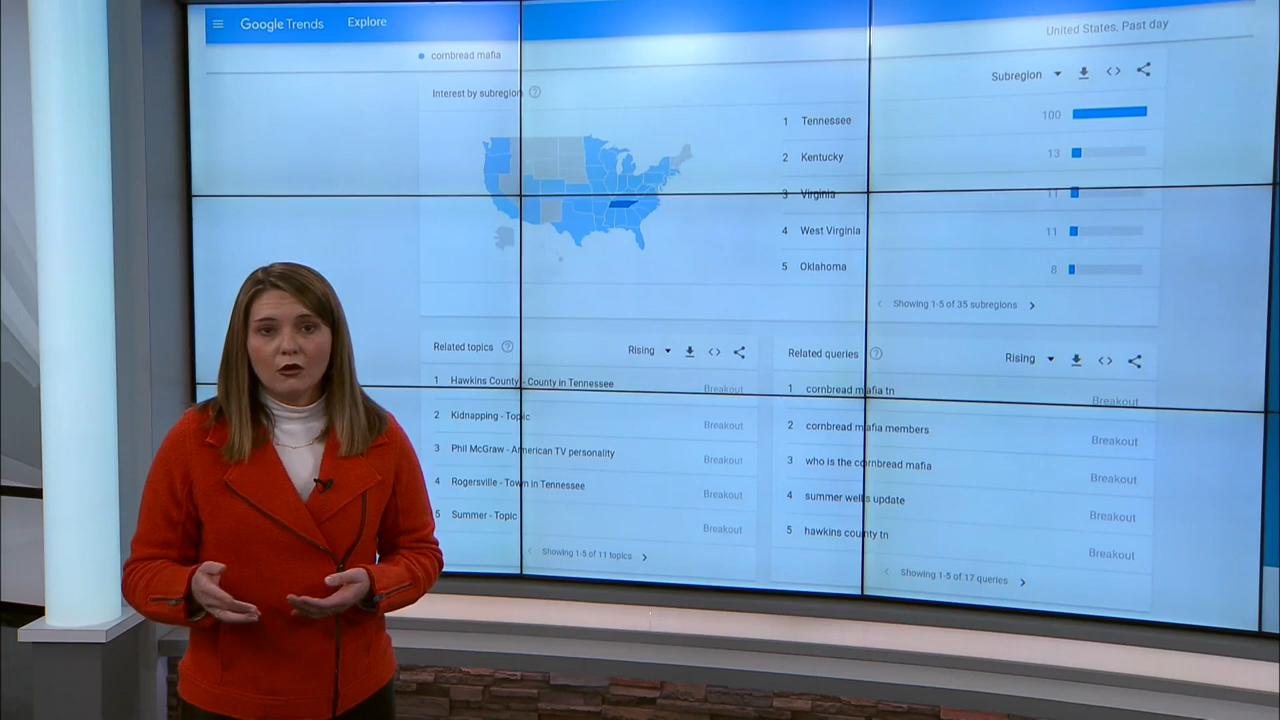 Google Trends Explore
United States, Past day
cornbread mafia
Interest by subregion
Subregion
1 Tennessee 100
2 Kentucky 13
3 Virginia 11
4 West Virginia 11
5 Oklahoma 8
Showing 1-5 of 35 subregions
Related topics Rising
1 Hawkins County - County in Tennessee Breakout
2 Kidnapping - Topic Breakout
3 Phil McGraw - American TV personality Breakout
4 Rogersville - Town in Tennessee Breakout
5 Summer - Topic Breakout
Showing 1-5 of 11 topics
Related queries Rising
1 cornbread mafia tn Breakout
2 cornbread mafia members Breakout
3 who is the cornbread mafia Breakout
4 summer wells update Breakout
5 hawkins county tn Breakout
Showing 1-5 of 17 queries